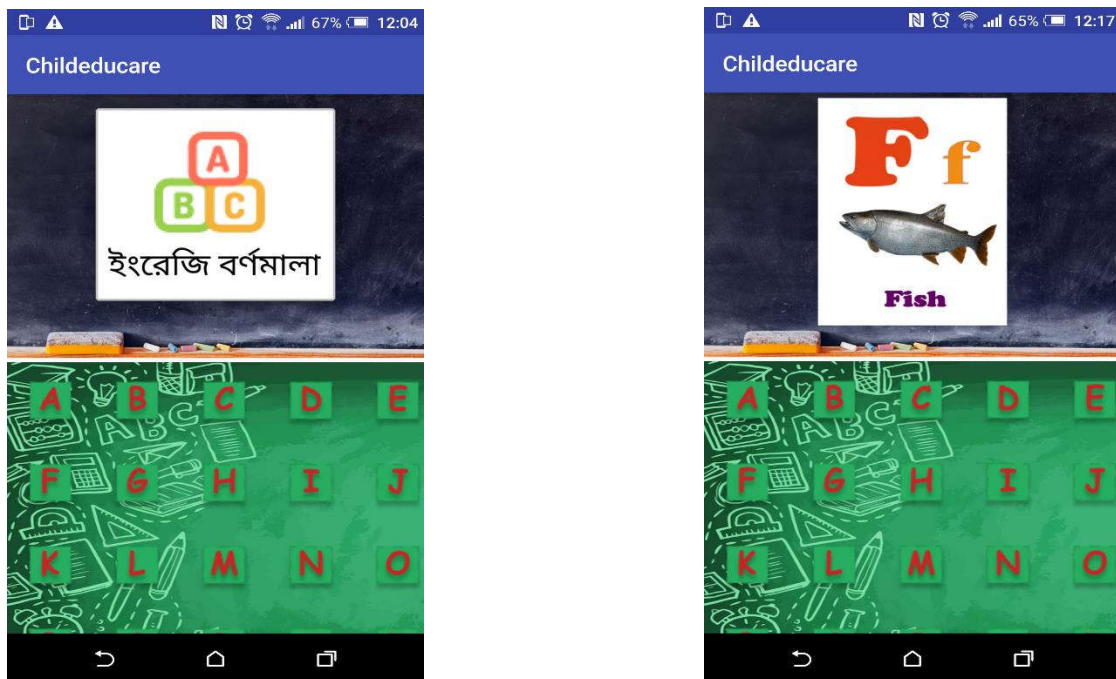 67% 12:04
Childeducare
A
B C
ইংরেজি বর্ণমালা
A B C
A B C D E
F G H I J
K L M N O
65% 12:17
Childeducare
F f
Fish
A B C
A B C D E
F G H I J
K L M N O